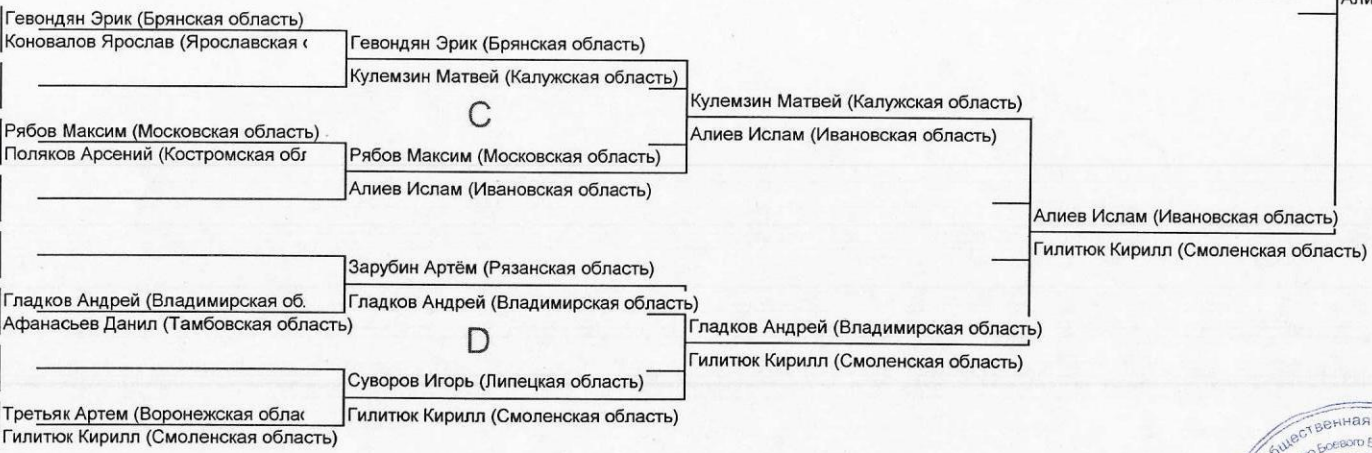 Гевондян Эрик (Брянская область)
Коновалов Ярослав (Ярославская
Гевондян Эрик (Брянская область)
Кулемзин Матвей (Калужская область)
C
Кулемзин Матвей (Калужская область)
Алиев Ислам (Ивановская область)
Рябов Максим (Московская область)
Поляков Арсений (Костромская обл
Рябов Максим (Московская область)
Алиев Ислам (Ивановская область)
Алиев Ислам (Ивановская область)
Гилитюк Кирилл (Смоленская область)
Зарубин Артём (Рязанская область)
Гладков Андрей (Владимирская об.
Афанасьев Данил (Тамбовская область)
Гладков Андрей (Владимирская область)
D
Гладков Андрей (Владимирская область)
Гилитюк Кирилл (Смоленская область)
Суворов Игорь (Липецкая область)
Гилитюк Кирилл (Смоленская область)
Третьяк Артем (Воронежская облас
Гилитюк Кирилл (Смоленская область)